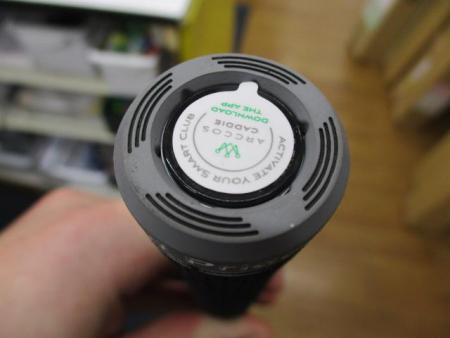 ACTIVATE YOUR SMART CLUB
DOWNLOAD
THE APP
ARCCOS
CADDIE